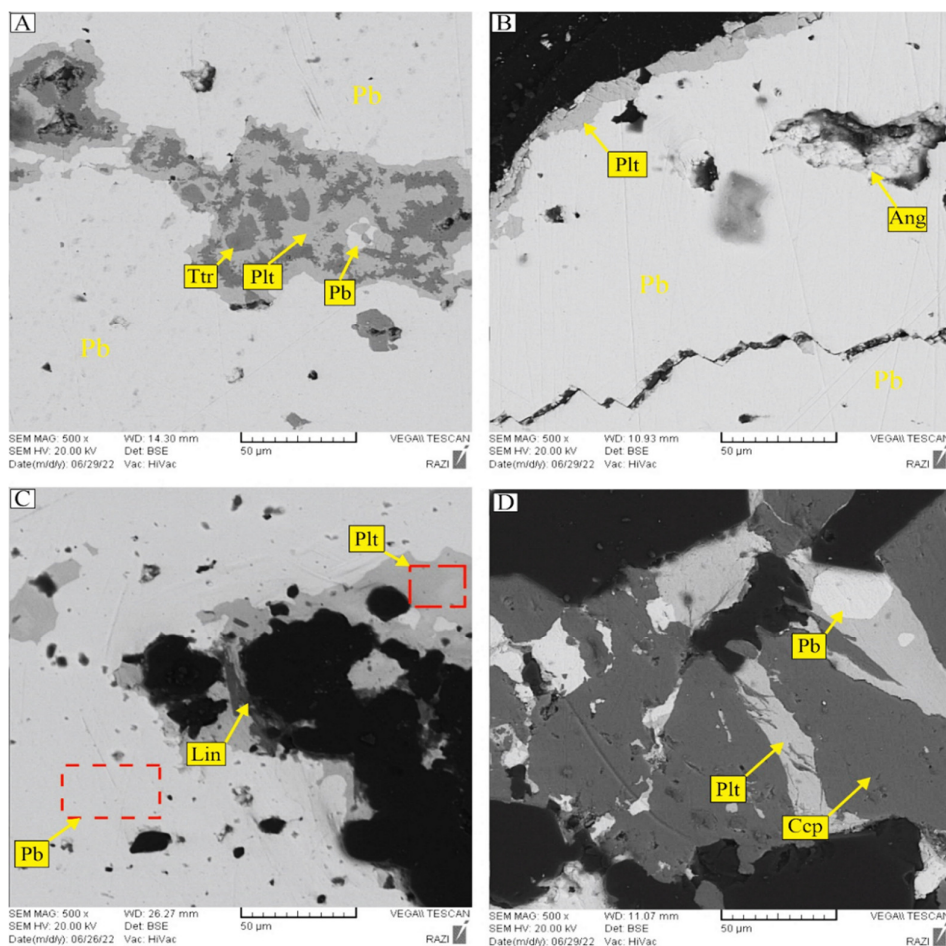 A
Pb
Ttr
Plt
Pb
Pb
SEM MAG: 500 x WD: 14.30 mm
SEM HV: 20.00 kV Det: BSE 50 µm VEGA\\ TESCAN
Date(m/d/y): 06/29/22 Vac: HiVac RAZI
B
Plt
Ang
Pb
Pb
SEM MAG: 500 x WD: 10.93 mm
SEM HV: 20.00 kV Det: BSE 50 µm VEGA\\ TESCAN
Date(m/d/y): 06/29/22 Vac: HiVac RAZI
C
Plt
Lin
Pb
SEM MAG: 500 x WD: 26.27 mm
SEM HV: 20.00 kV Det: BSE 50 µm VEGA\\ TESCAN
Date(m/d/y): 06/26/22 Vac: HiVac RAZI
D
Pb
Plt
Ccp
SEM MAG: 500 x WD: 11.07 mm
SEM HV: 20.00 kV Det: BSE 50 µm VEGA\\ TESCAN
Date(m/d/y): 06/29/22 Vac: HiVac RAZI